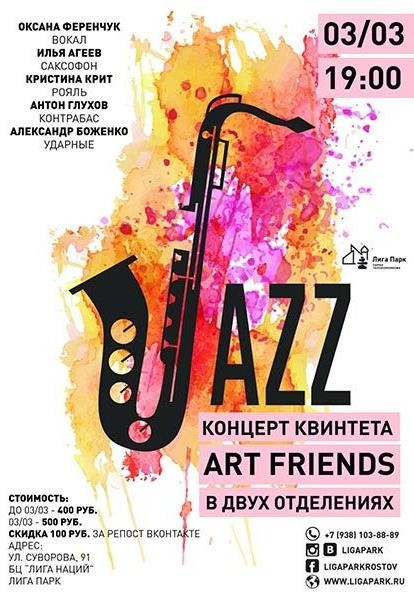 ОКСАНА ФЕРЕНЧУК
ВОКАЛ
ИЛЬЯ АГЕЕВ
САКСОФОН
КРИСТИНА КРИТ
РОЯЛЬ
АНТОН ГЛУХОВ
КОНТРАБАС
АЛЕКСАНДР БОЖЕНКО
УДАРНЫЕ
03/03
19:00
Лига Парк
JAZZ
КОНЦЕРТ КВИНТЕТА
ART FRIENDS
В ДВУХ ОТДЕЛЕНИЯХ
СТОИМОСТЬ:
ДО 03/03 - 400 РУБ.
03/03 - 500 РУБ.
СКИДКА 100 РУБ. ЗА РЕПОСТ ВКОНТАКТЕ
АДРЕС:
УЛ. СУВОРОВА, 91
БЦ "ЛИГА НАЦИЙ"
ЛИГА ПАРК
+7 (938) 103-88-89
LIGAPARK
LIGAPARKROSTOV
WWW.LIGAPARK.RU